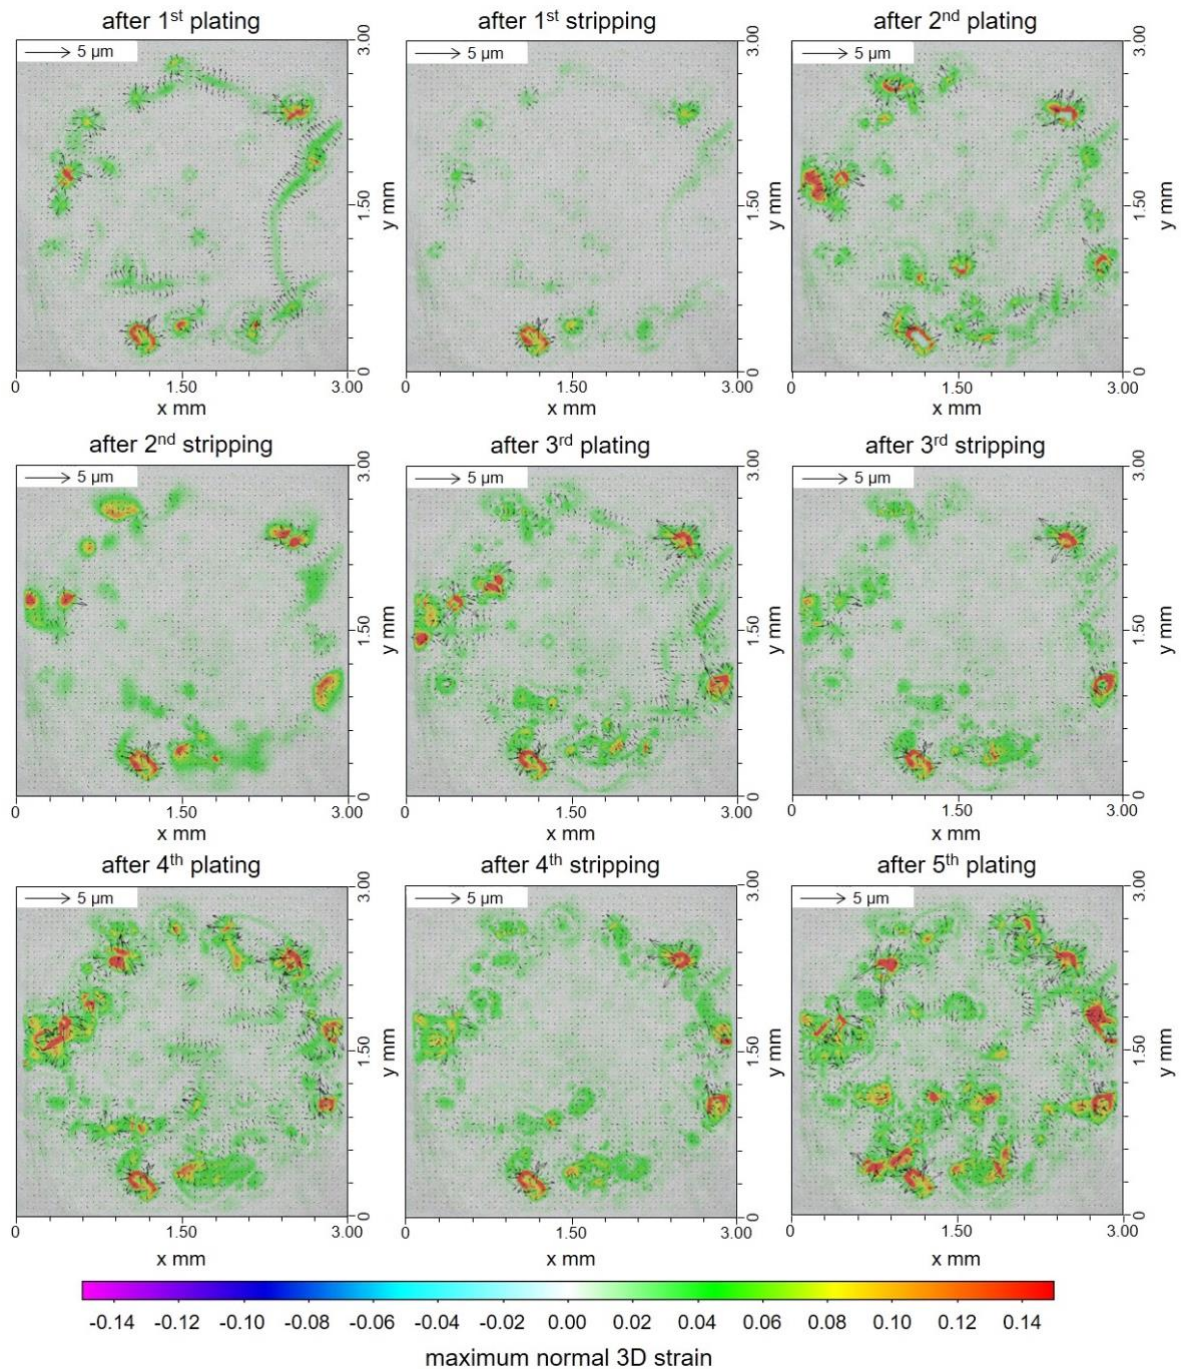 after 1st plating
after 1st stripping
after 2nd plating
5 µm
5 µm
5 µm
3.00
3.00
3.00
1.50
1.50
1.50
y mm
y mm
y mm
0
0
0
0 1.50 3.00
0 1.50 3.00
0 1.50 3.00
x mm
x mm
x mm
after 2nd stripping
after 3rd plating
after 3rd stripping
5 µm
5 µm
5 µm
3.00
3.00
3.00
1.50
1.50
1.50
y mm
y mm
y mm
0
0
0
0 1.50 3.00
0 1.50 3.00
0 1.50 3.00
x mm
x mm
x mm
after 4th plating
after 4th stripping
after 5th plating
5 µm
5 µm
5 µm
3.00
3.00
3.00
1.50
1.50
1.50
y mm
y mm
y mm
0
0
0
0 1.50 3.00
0 1.50 3.00
0 1.50 3.00
x mm
x mm
x mm
-0.14 -0.12 -0.10 -0.08 -0.06 -0.04 -0.02 0.00 0.02 0.04 0.06 0.08 0.10 0.12 0.14
maximum normal 3D strain